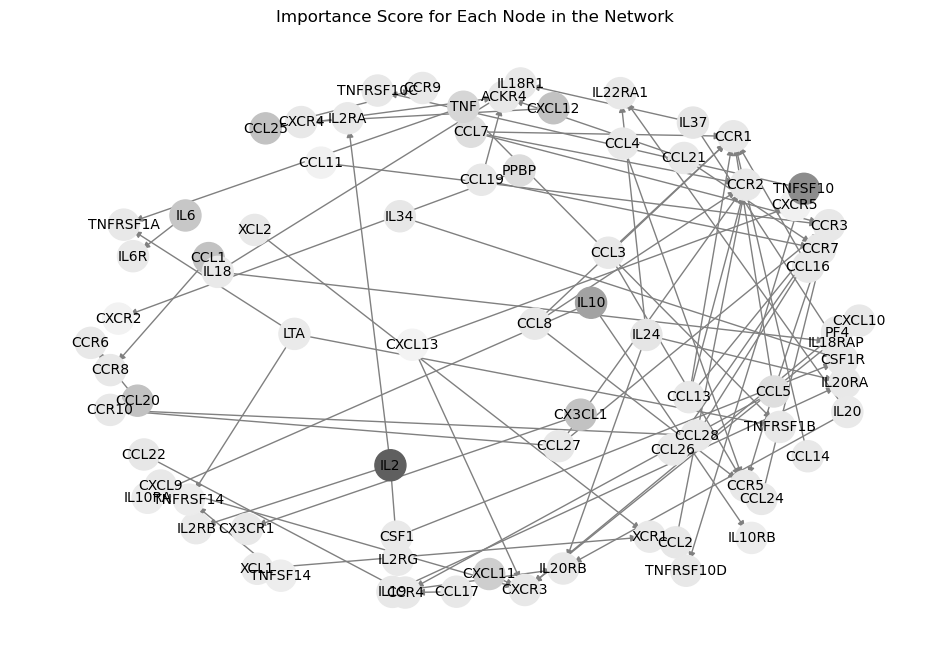 Importance Score for Each Node in the Network
IL18R1
TNFRSF10C
CCR9
IL22RA1
ACKR4
TNF
CXCL12
IL2RA
CXCR4
IL37
CCL25
CCL7
CCR1
CCL4
CCL21
CCL11
PPBP
CCL19
CCR2
TNFSF10
CXCR5
IL6
IL34
TNFRSF1A
CCR3
XCL2
CCR7
CCL3
IL6R
CCL1
IL18
CCL16
IL10
CXCR2
CXCL10
CCL8
PF4
LTA
IL24
CCR6
CXCL13
IL18RAP
CSF1R
CCR8
IL20RA
CCL5
CCL13
CCL20
CCR10
IL20
CX3CL1
TNFRSF1B
CCL28
CCL27
CCL26
CCL22
CCL14
IL2
CXCL9
CCR5
IL10RA
TNFRSF14
CCL24
IL2RB
CX3CR1
CSF1
XCR1
IL10RB
CCL2
IL2RG
XCL1
IL20RB
TNFRSF10D
TNFSF14
CXCL11
IL19
CCR4
CCL17
CXCR3